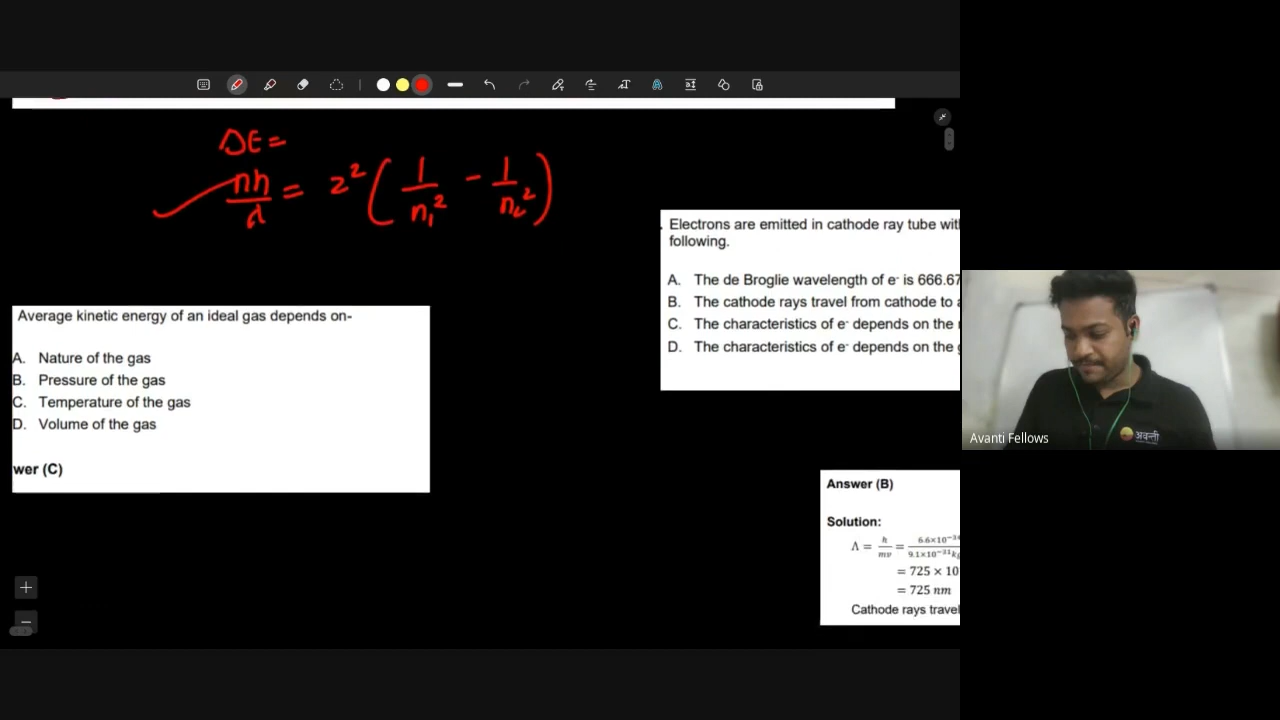 ΔE =
nh/d = z² ( 1/n₁² - 1/n₂² )
Average kinetic energy of an ideal gas depends on-
A. Nature of the gas
B. Pressure of the gas
C. Temperature of the gas
D. Volume of the gas
wer (C)
Electrons are emitted in cathode ray tube with
following.
A. The de Broglie wavelength of e⁻ is 666.67
B. The cathode rays travel from cathode to a
C. The characteristics of e⁻ depends on the
D. The characteristics of e⁻ depends on the g
Answer (B)
Solution:
Λ = h/mv = 6.6×10⁻³⁴/9.1×10⁻³¹kg
= 725 × 10
= 725 nm
Cathode rays travel
Avanti Fellows
अवन्ती